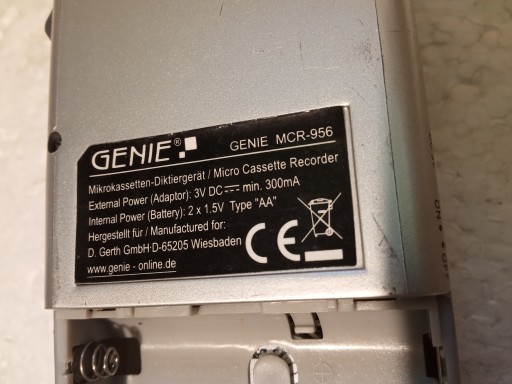 GENIE®
GENIE MCR-956
Mikrokassetten-Diktiergerät / Micro Cassette Recorder
External Power (Adaptor): 3V DC⎓ min. 300mA
Internal Power (Battery): 2 x 1.5V Type "AA"
Hergestellt für / Manufactured for:
D. Gerth GmbH·D-65205 Wiesbaden
www.genie - online.de
CE